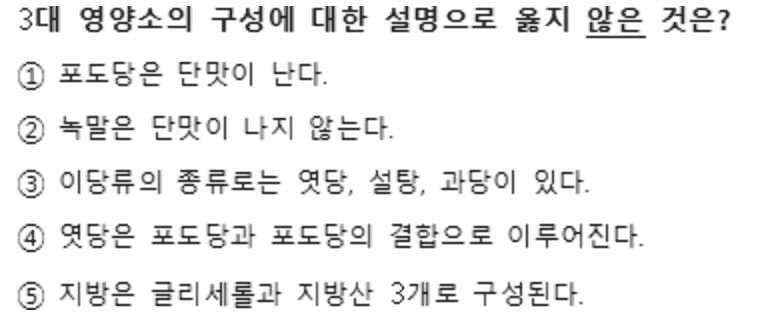 3대 영양소의 구성에 대한 설명으로 옳지 않은 것은?
① 포도당은 단맛이 난다.
② 녹말은 단맛이 나지 않는다.
③ 이당류의 종류로는 엿당, 설탕, 과당이 있다.
④ 엿당은 포도당과 포도당의 결합으로 이루어진다.
⑤ 지방은 글리세롤과 지방산 3개로 구성된다.